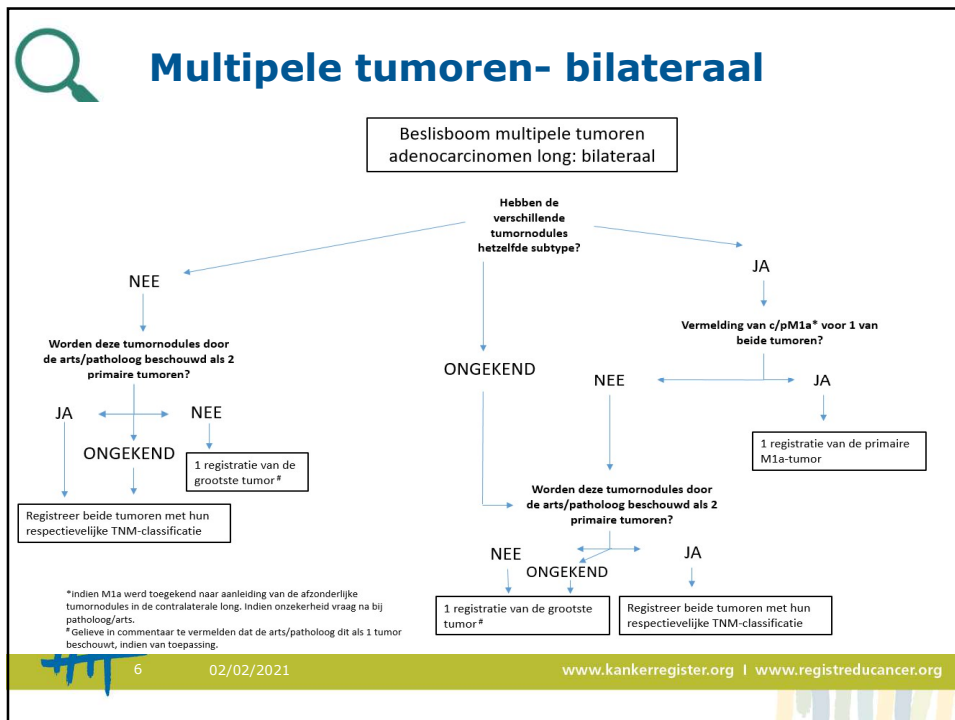 Multipele tumoren- bilateraal
Beslisboom multipele tumoren
adenocarcinomen long: bilateraal
Hebben de
verschillende
tumornodules
hetzelfde subtype?
NEE
Worden deze tumornodules door
de arts/patholoog beschouwd als 2
primaire tumoren?
JA
NEE
ONGEKEND
1 registratie van de
grootste tumor #
Registreer beide tumoren met hun
respectievelijke TNM-classificatie
ONGEKEND
JA
Vermelding van c/pM1a* voor 1 van
beide tumoren?
NEE
JA
1 registratie van de primaire
M1a-tumor
Worden deze tumornodules door
de arts/patholoog beschouwd als 2
primaire tumoren?
NEE
JA
ONGEKEND
1 registratie van de grootste
tumor #
Registreer beide tumoren met hun
respectievelijke TNM-classificatie
*Indien M1a werd toegekend naar aanleiding van de afzonderlijke
tumornodules in de contralaterale long. Indien onzekerheid vraag na bij
patholoog/arts.
# Gelieve in commentaar te vermelden dat de arts/patholoog dit als 1 tumor
beschouwt, indien van toepassing.
6 02/02/2021 www.kankerregister.org I www.registreducancer.org